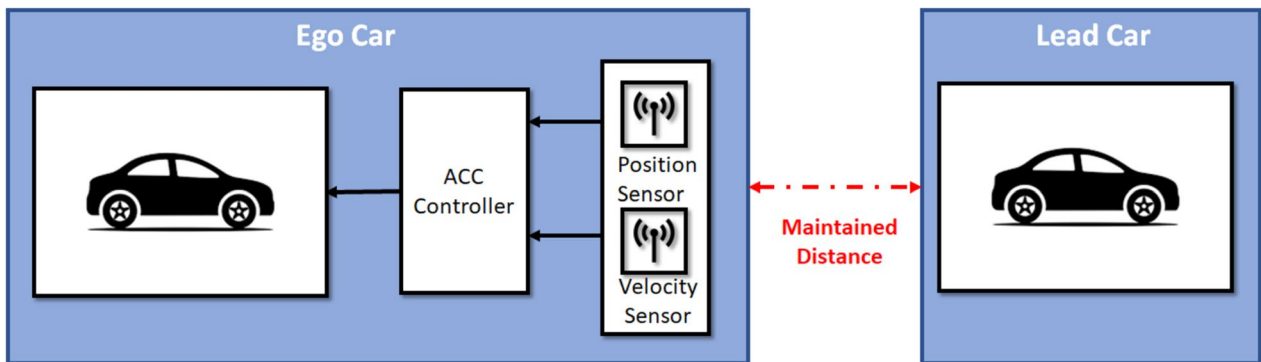 Ego Car
Lead Car
ACC
Controller
Position
Sensor
Velocity
Sensor
Maintained
Distance